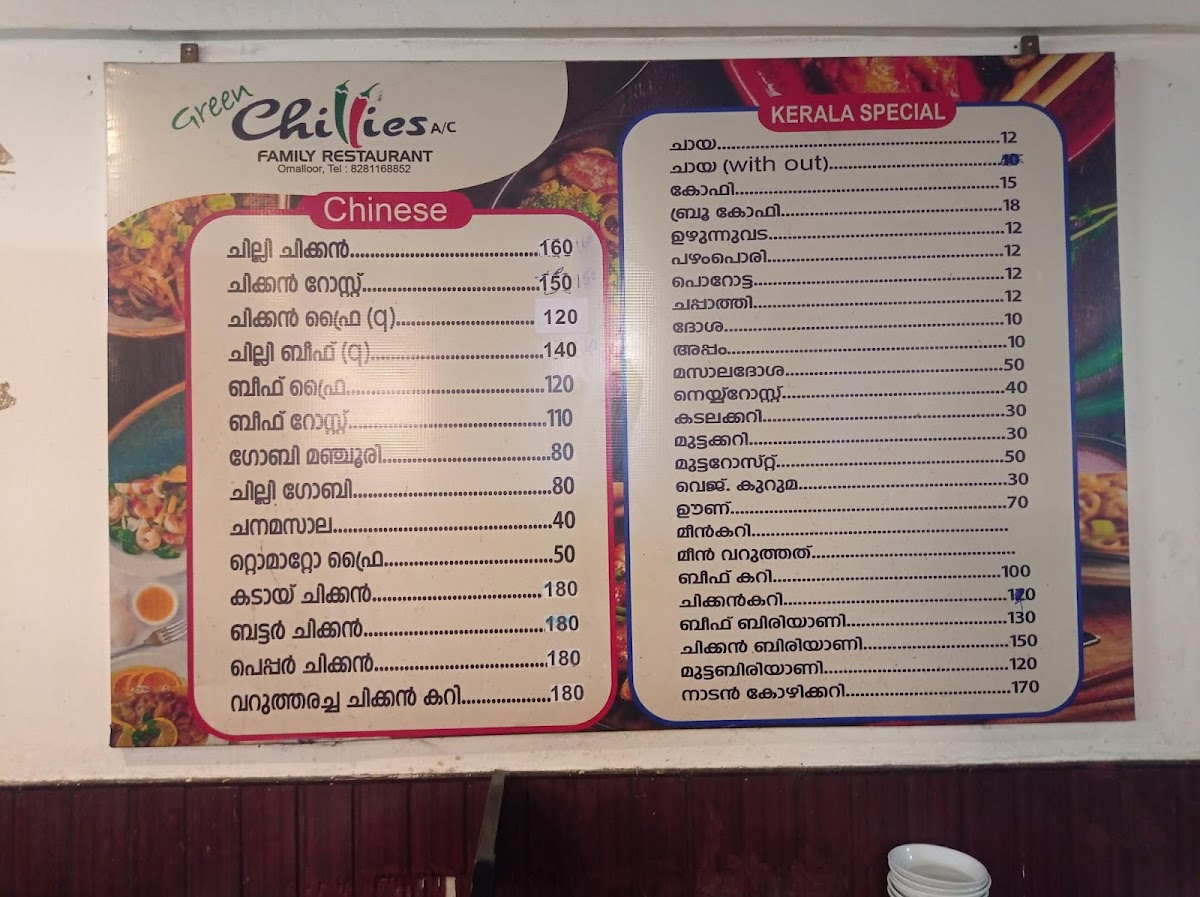 Green
Chillies A/C
FAMILY RESTAURANT
Omalloor, Tel : 8281168852
Chinese
ചില്ലി ചിക്കൻ..............................160
ചിക്കൻ റോസ്റ്റ്..............................150
ചിക്കൻ ഫ്രൈ (q)..............................120
ചില്ലി ബീഫ് (q)..............................140
ബീഫ് ഫ്രൈ..............................120
ബീഫ് റോസ്റ്റ്..............................110
ഗോബി മഞ്ചൂരി..............................80
ചില്ലി ഗോബി..............................80
ചനമസാല..............................40
റ്റൊമാറ്റോ ഫ്രൈ..............................50
കടായ് ചിക്കൻ..............................180
ബട്ടർ ചിക്കൻ..............................180
പെപ്പർ ചിക്കൻ..............................180
വറുത്തരച്ച ചിക്കൻ കറി..................180
KERALA SPECIAL
ചായ..............................12
ചായ (with out)..............................10
കോഫി..............................15
ബ്രൂ കോഫി..............................18
ഉഴുന്നുവട..............................12
പഴംപൊരി..............................12
പൊറോട്ട..............................12
ചപ്പാത്തി..............................12
ദോശ..............................10
അപ്പം..............................10
മസാലദോശ..............................50
നെയ്യ്റോസ്റ്റ്..............................40
കടലക്കറി..............................30
മുട്ടക്കറി..............................30
മുട്ടറോസ്റ്റ്..............................50
വെജ്. കുറുമ..............................30
ഊണ്..............................70
മീൻകറി..............................
മീൻ വറുത്തത്..............................
ബീഫ് കറി..............................100
ചിക്കൻകറി..............................120
ബീഫ് ബിരിയാണി..............................130
ചിക്കൻ ബിരിയാണി..............................150
മുട്ടബിരിയാണി..............................120
നാടൻ കോഴിക്കറി..............................170